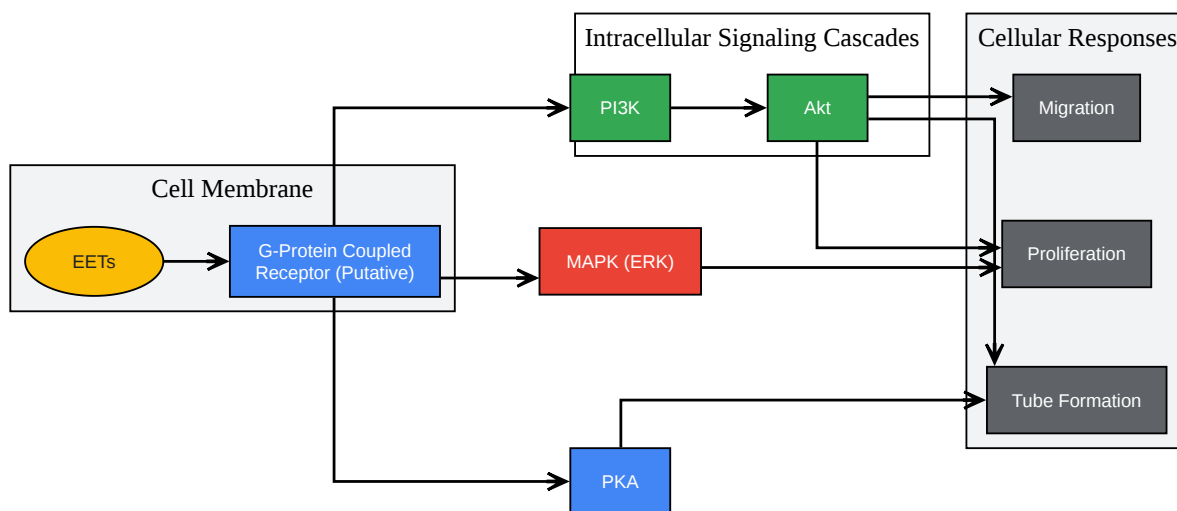 Intracellular Signaling Cascades
Cellular Responses
PI3K
Akt
Migration
Cell Membrane
EETs
G-Protein Coupled
Receptor (Putative)
MAPK (ERK)
Proliferation
Tube Formation
PKA